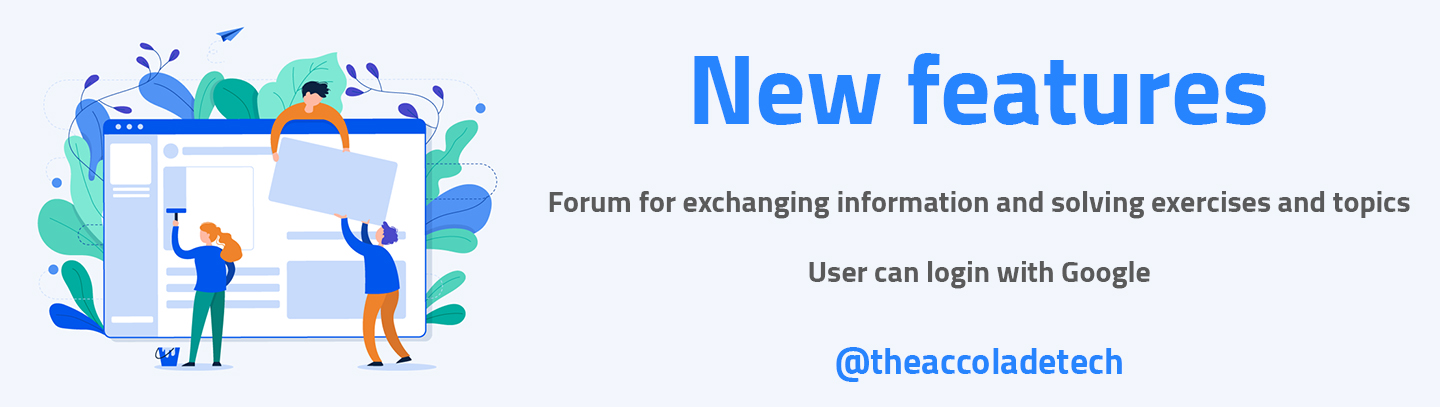 New features
Forum for exchanging information and solving exercises and topics
User can login with Google
@theaccoladetech